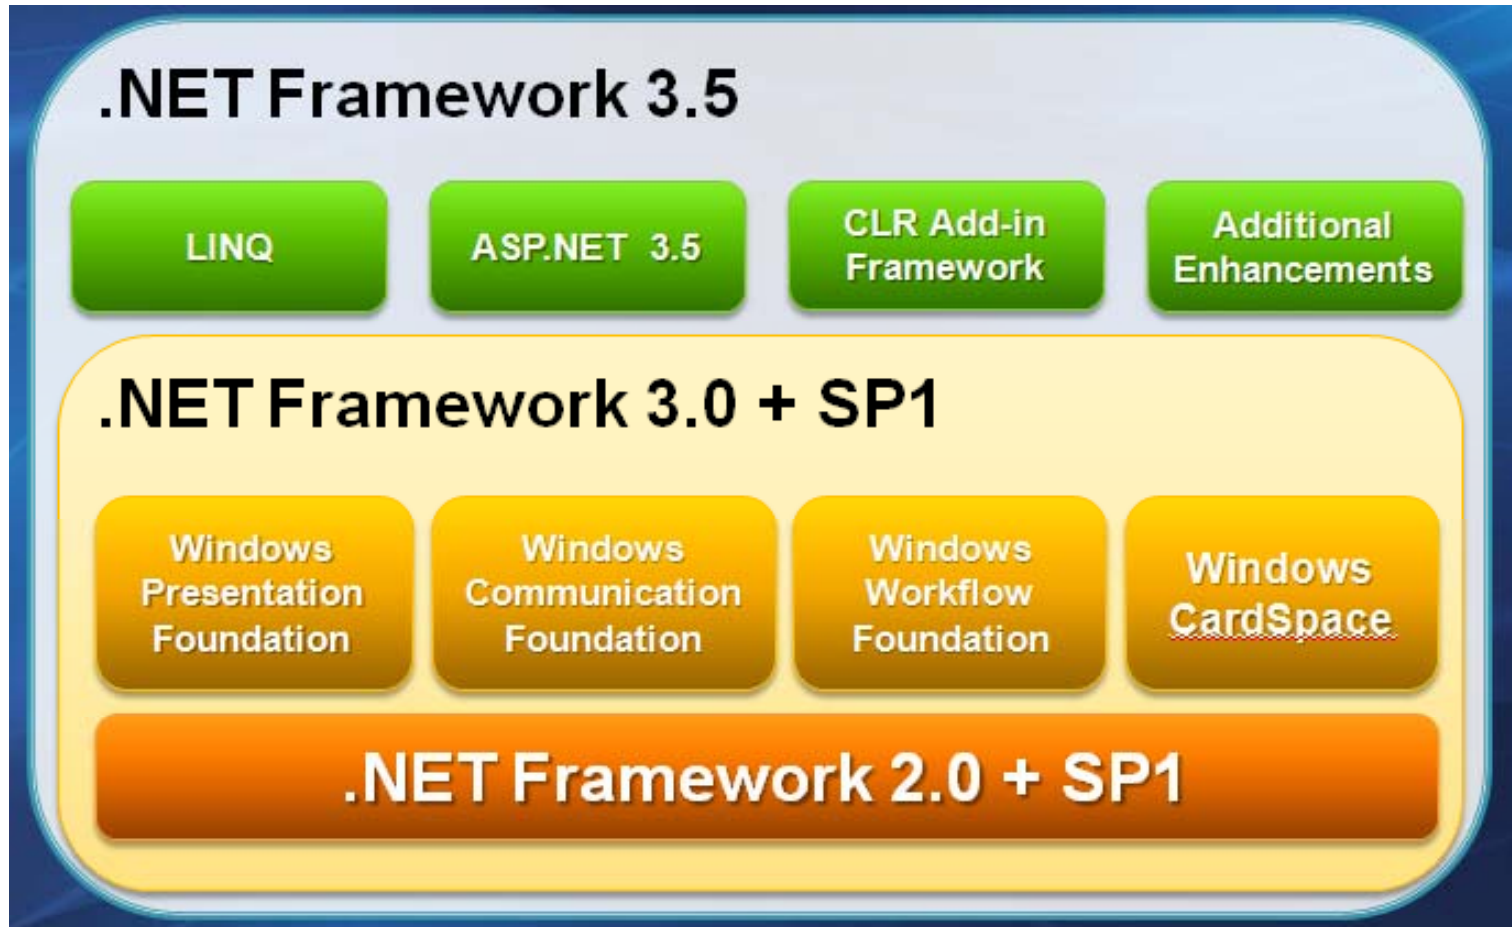 .NET Framework 3.5
LINQ
ASP.NET 3.5
CLR Add-in
Framework
Additional
Enhancements
.NET Framework 3.0 + SP1
Windows
Presentation
Foundation
Windows
Communication
Foundation
Windows
Workflow
Foundation
Windows
CardSpace
.NET Framework 2.0 + SP1